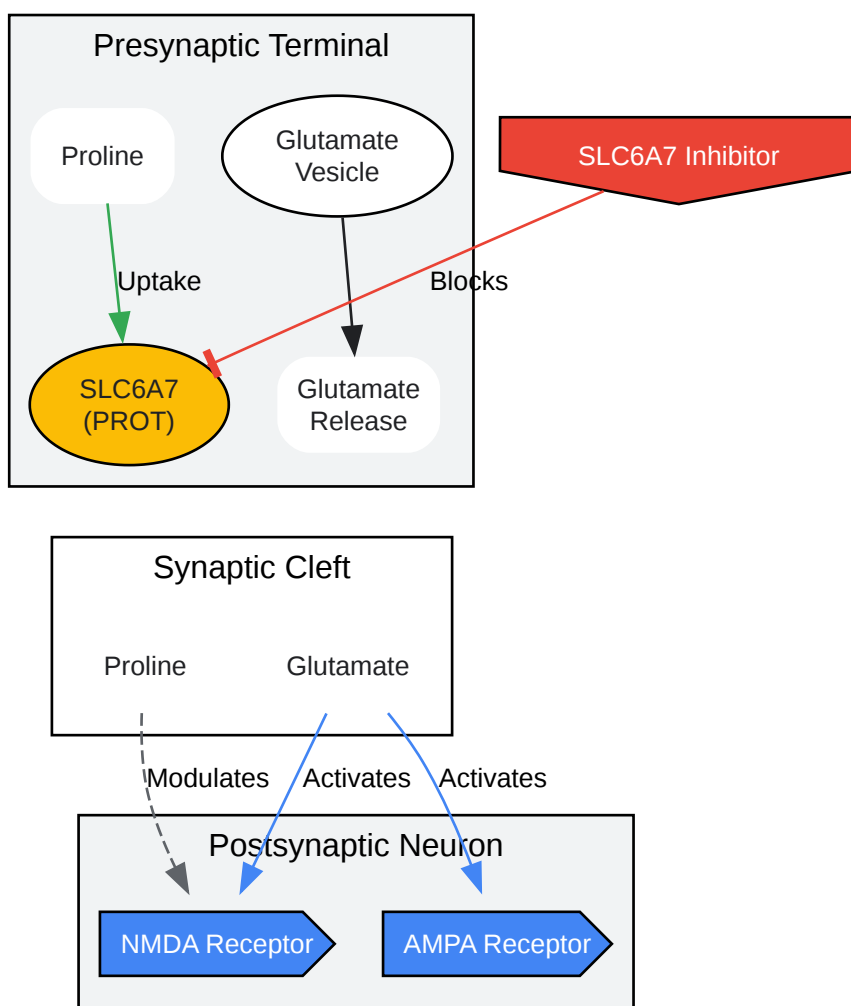 Presynaptic Terminal
Proline
Glutamate
Vesicle
SLC6A7 Inhibitor
Uptake
Blocks
SLC6A7
(PROT)
Glutamate
Release
Synaptic Cleft
Proline
Glutamate
Modulates
Activates
Activates
Postsynaptic Neuron
NMDA Receptor
AMPA Receptor